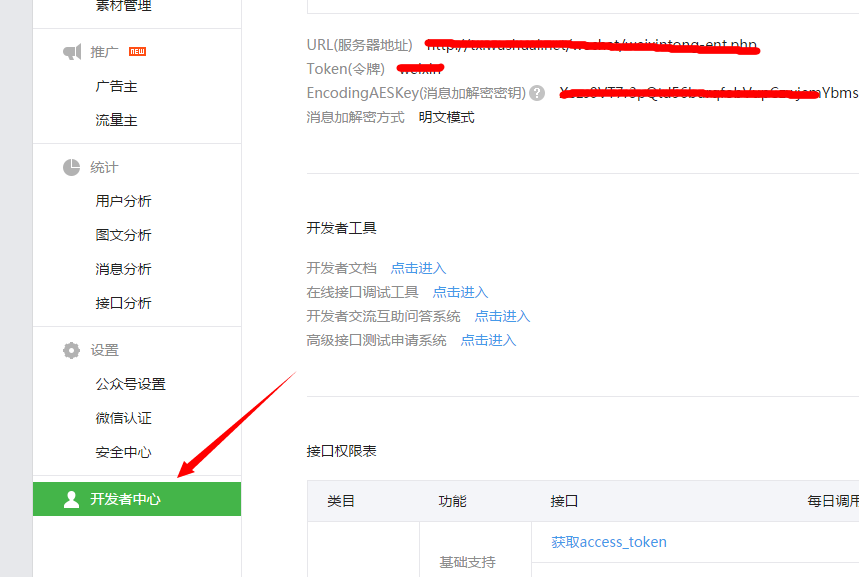 素材管理
推广 NEW
广告主
流量主
统计
用户分析
图文分析
消息分析
接口分析
设置
公众号设置
微信认证
安全中心
开发者中心
URL(服务器地址)
Token(令牌)
EncodingAESKey(消息加解密密钥) ? Ybms
消息加解密方式 明文模式
开发者工具
开发者文档 点击进入
在线接口调试工具 点击进入
开发者交流互助问答系统 点击进入
高级接口测试申请系统 点击进入
接口权限表
类目 功能 接口 每日调用
获取access_token
基础支持